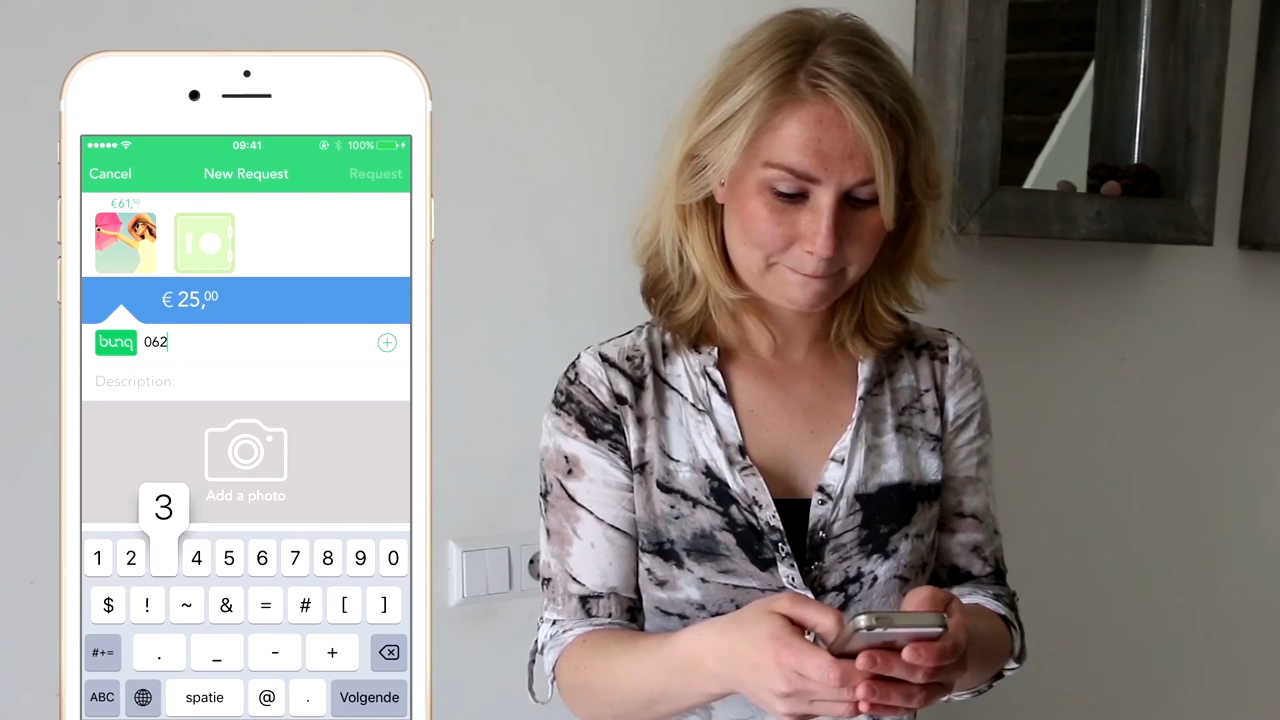 09:41 100%
Cancel New Request Request
€61,50
€ 25,00
bunq 062
Description:
Add a photo
3
1 2 4 5 6 7 8 9 0
$ ! ~ & = # [ ]
#+= . _ - +
ABC spatie @ . Volgende